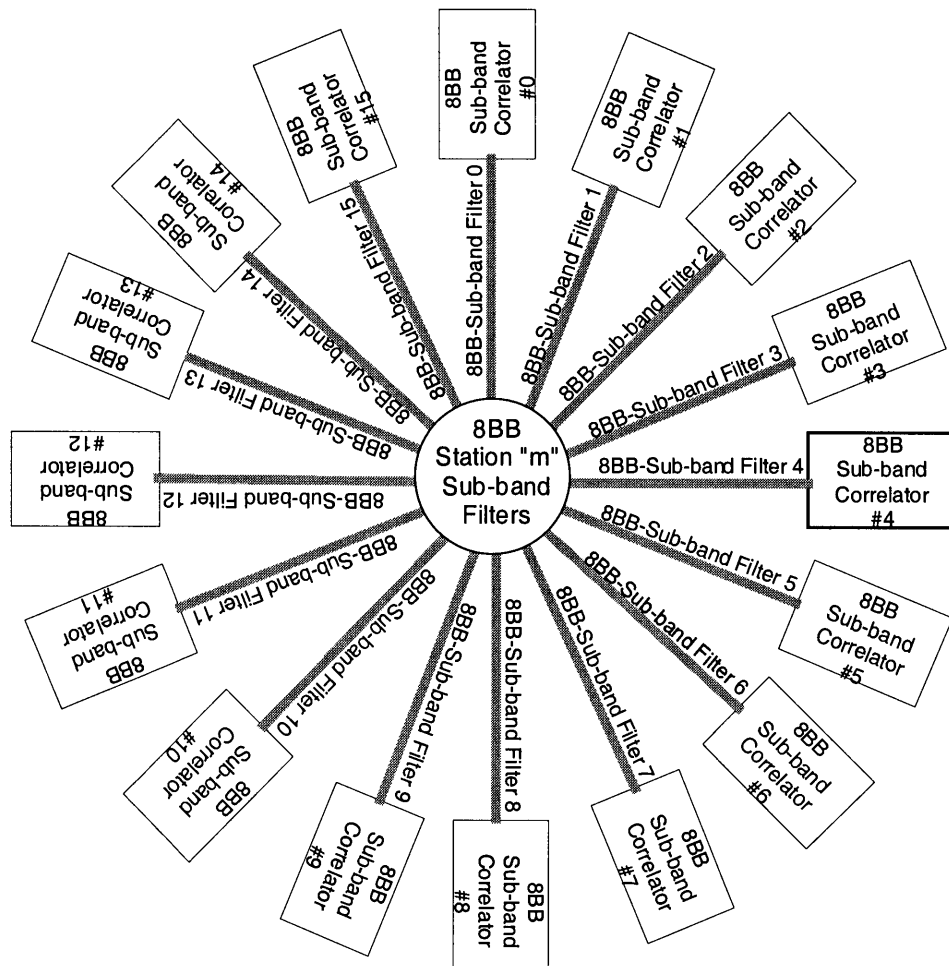 8BB
Sub-band
Correlator
#0
8BB-Sub-band Filter 0
8BB
Sub-band
Correlator
#1
8BB-Sub-band Filter 1
8BB
Sub-band
Correlator
#2
8BB-Sub-band Filter 2
8BB
Sub-band
Correlator
#3
8BB-Sub-band Filter 3
8BB
Sub-band
Correlator
#4
8BB-Sub-band Filter 4
8BB
Sub-band
Correlator
#5
8BB-Sub-band Filter 5
8BB
Sub-band
Correlator
#6
8BB-Sub-band Filter 6
8BB
Sub-band
Correlator
#7
8BB-Sub-band Filter 7
8BB
Sub-band
Correlator
#8
8BB-Sub-band Filter 8
8BB
Sub-band
Correlator
#9
8BB-Sub-band Filter 9
8BB
Sub-band
Correlator
#10
8BB-Sub-band Filter 10
8BB
Sub-band
Correlator
#11
8BB-Sub-band Filter 11
8BB
Sub-band
Correlator
#12
8BB-Sub-band Filter 12
8BB
Sub-band
Correlator
#13
8BB-Sub-band Filter 13
8BB
Sub-band
Correlator
#14
8BB-Sub-band Filter 14
8BB
Sub-band
Correlator
#15
8BB-Sub-band Filter 15
8BB
Station "m"
Sub-band
Filters